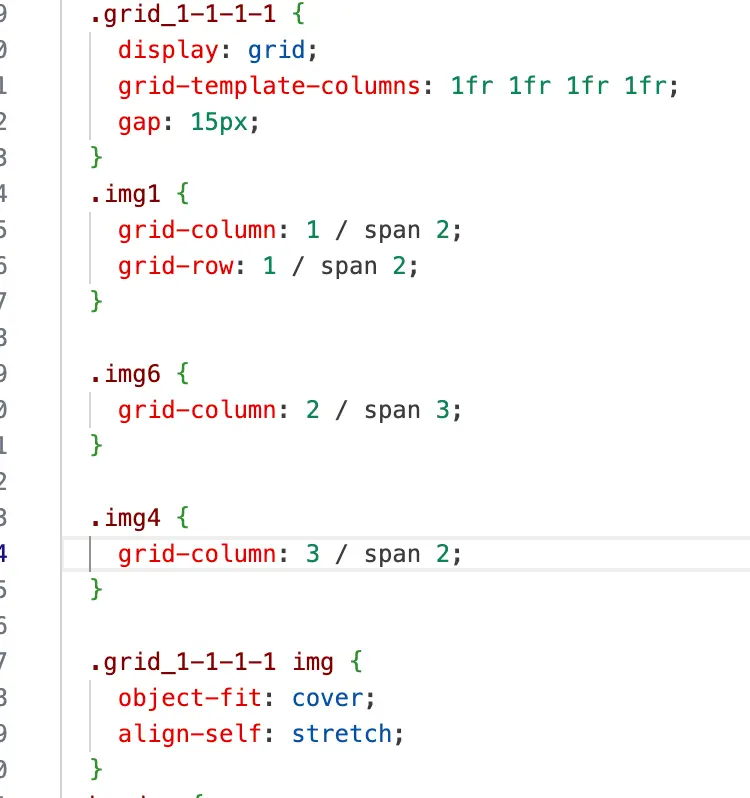 9 .grid_1-1-1-1 {
0 display: grid;
1 grid-template-columns: 1fr 1fr 1fr 1fr;
2 gap: 15px;
3 }
4 .img1 {
5 grid-column: 1 / span 2;
6 grid-row: 1 / span 2;
7 }
8
9 .img6 {
0 grid-column: 2 / span 3;
1 }
2
3 .img4 {
4 grid-column: 3 / span 2;
5 }
6
7 .grid_1-1-1-1 img {
8 object-fit: cover;
9 align-self: stretch;
0 }